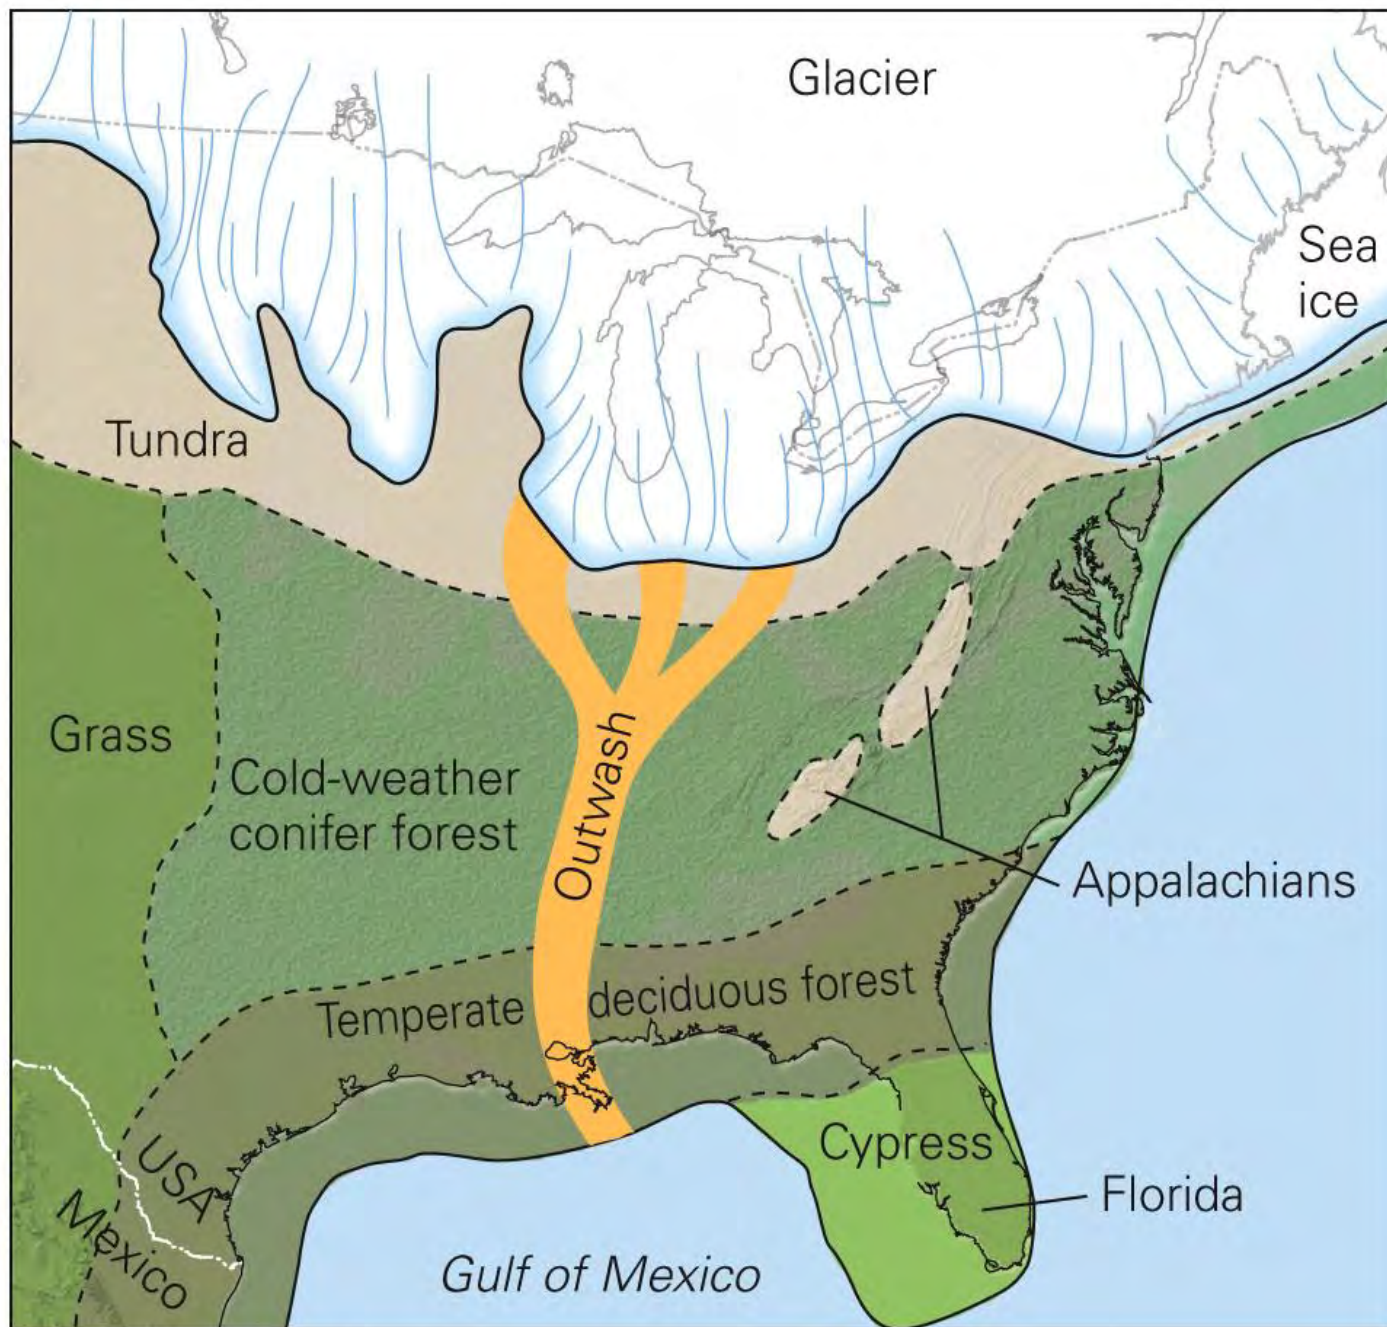 Glacier
Sea
ice
Tundra
Grass
Cold-weather
conifer forest
Outwash
Appalachians
Temperate deciduous forest
Cypress
USA
Mexico
Florida
Gulf of Mexico